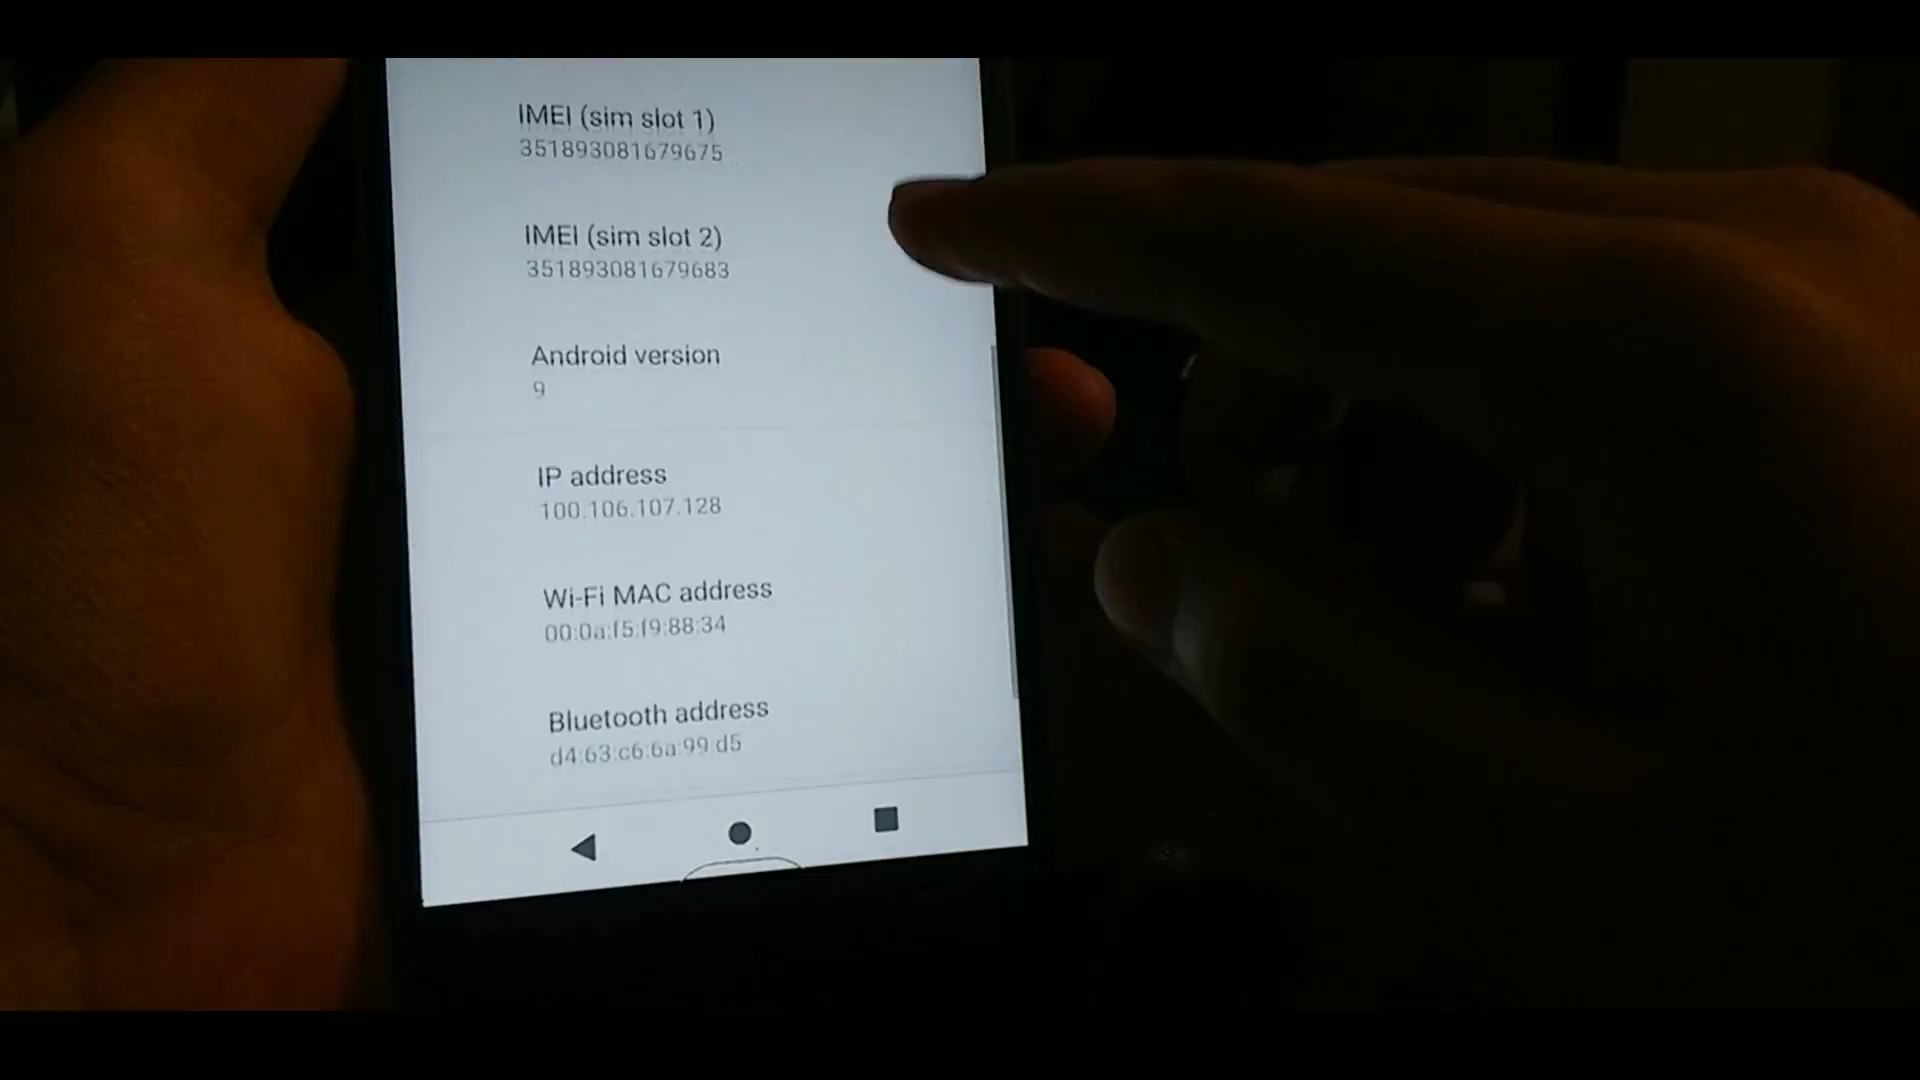 IMEI (sim slot 1)
351893081679675
IMEI (sim slot 2)
351893081679683
Android version
9
IP address
100.106.107.128
Wi-Fi MAC address
00:0a:f5:f9:88:34
Bluetooth address
d4:63:c6:6a:99:d5